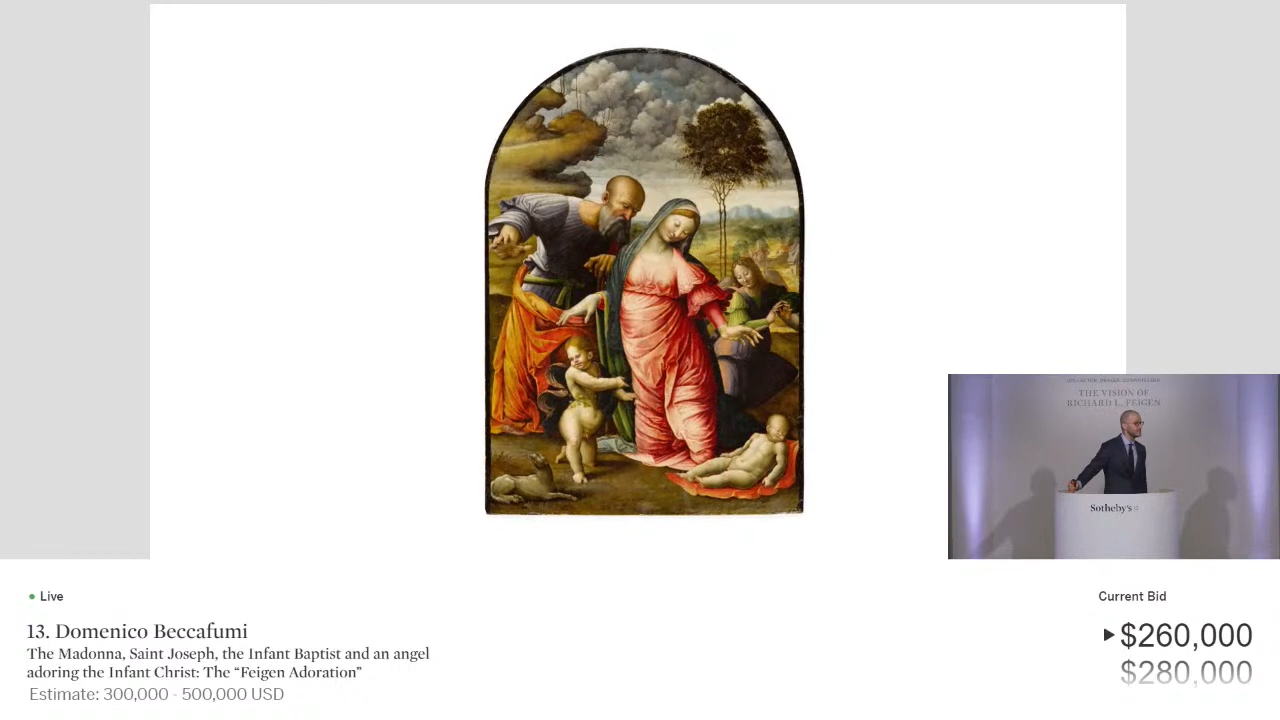 THE VISION OF
RICHARD L. FEIGEN
Sotheby's
Live
Current Bid
13. Domenico Beccafumi
The Madonna, Saint Joseph, the Infant Baptist and an angel
adoring the Infant Christ: The “Feigen Adoration”
Estimate: 300,000 - 500,000 USD
$260,000
$280,000